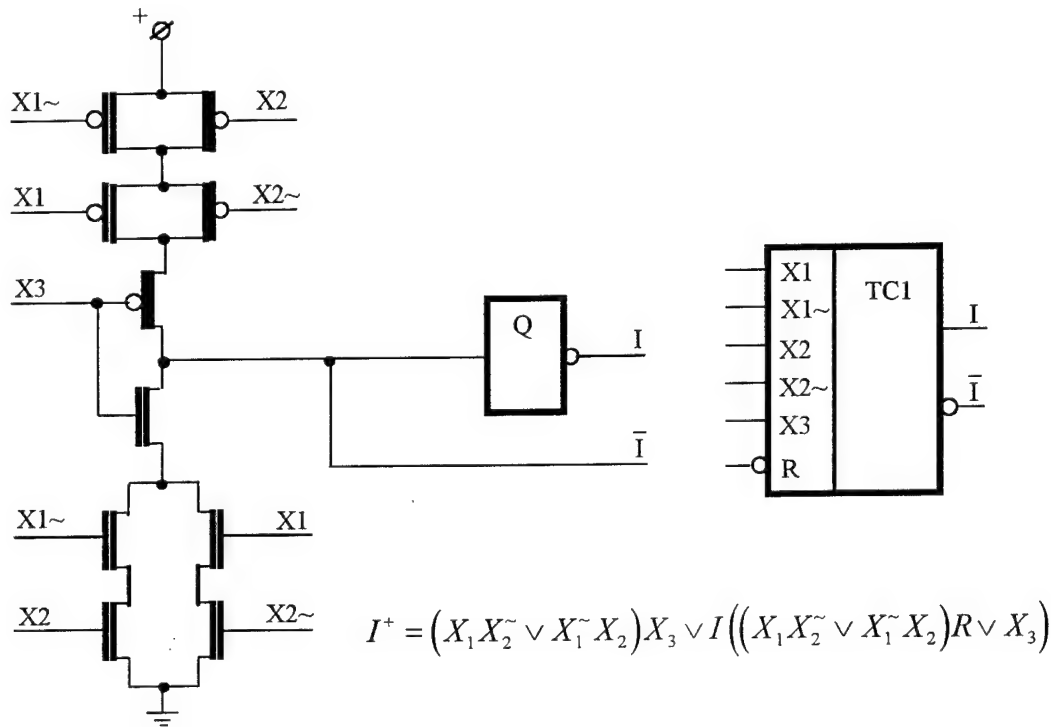 +
X1~ X2
X1 X2~
X3
Q
I
Ī
X1~ X1
X2 X2~
X1
X1~
X2
X2~
X3
R
TC1
I
Ī
I⁺ = (X₁X₂~ ∨ X₁~X₂)X₃ ∨ I((X₁X₂~ ∨ X₁~X₂)R ∨ X₃)